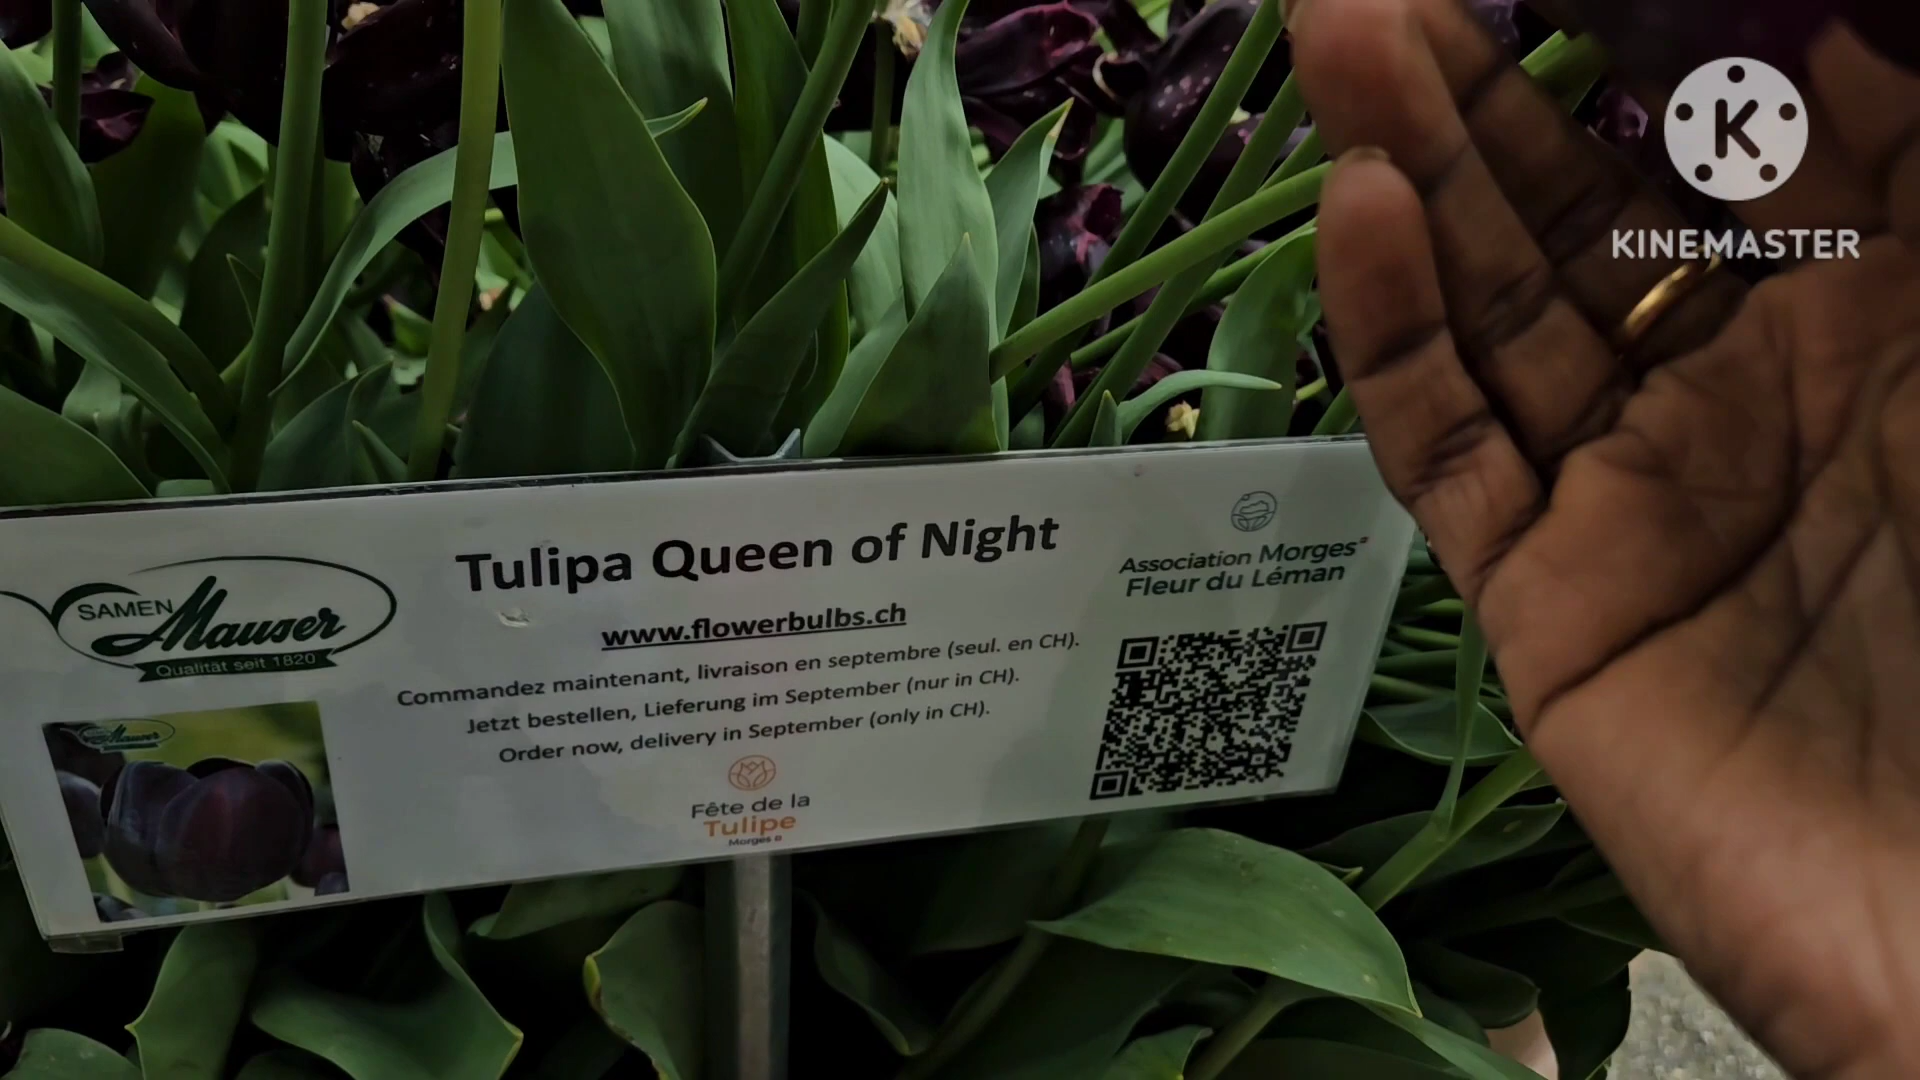 K
KINEMASTER
Tulipa Queen of Night
www.flowerbulbs.ch
Commandez maintenant, livraison en septembre (seul. en CH).
Jetzt bestellen, Lieferung im September (nur in CH).
Order now, delivery in September (only in CH).
SAMEN
Mauser
Qualität seit 1820
Mauser
Fête de la
Tulipe
Morges
Association Morges
Fleur du Léman